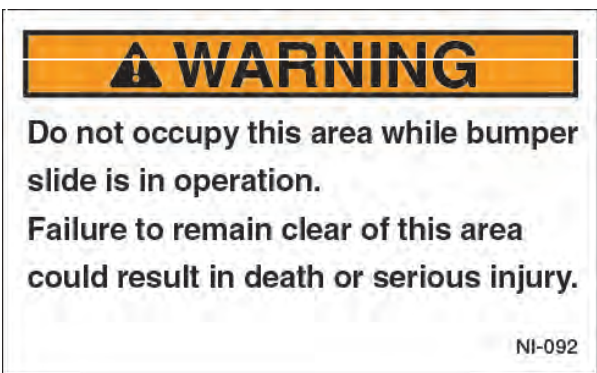 WARNING
Do not occupy this area while bumper
slide is in operation.
Failure to remain clear of this area
could result in death or serious injury.
NI-092